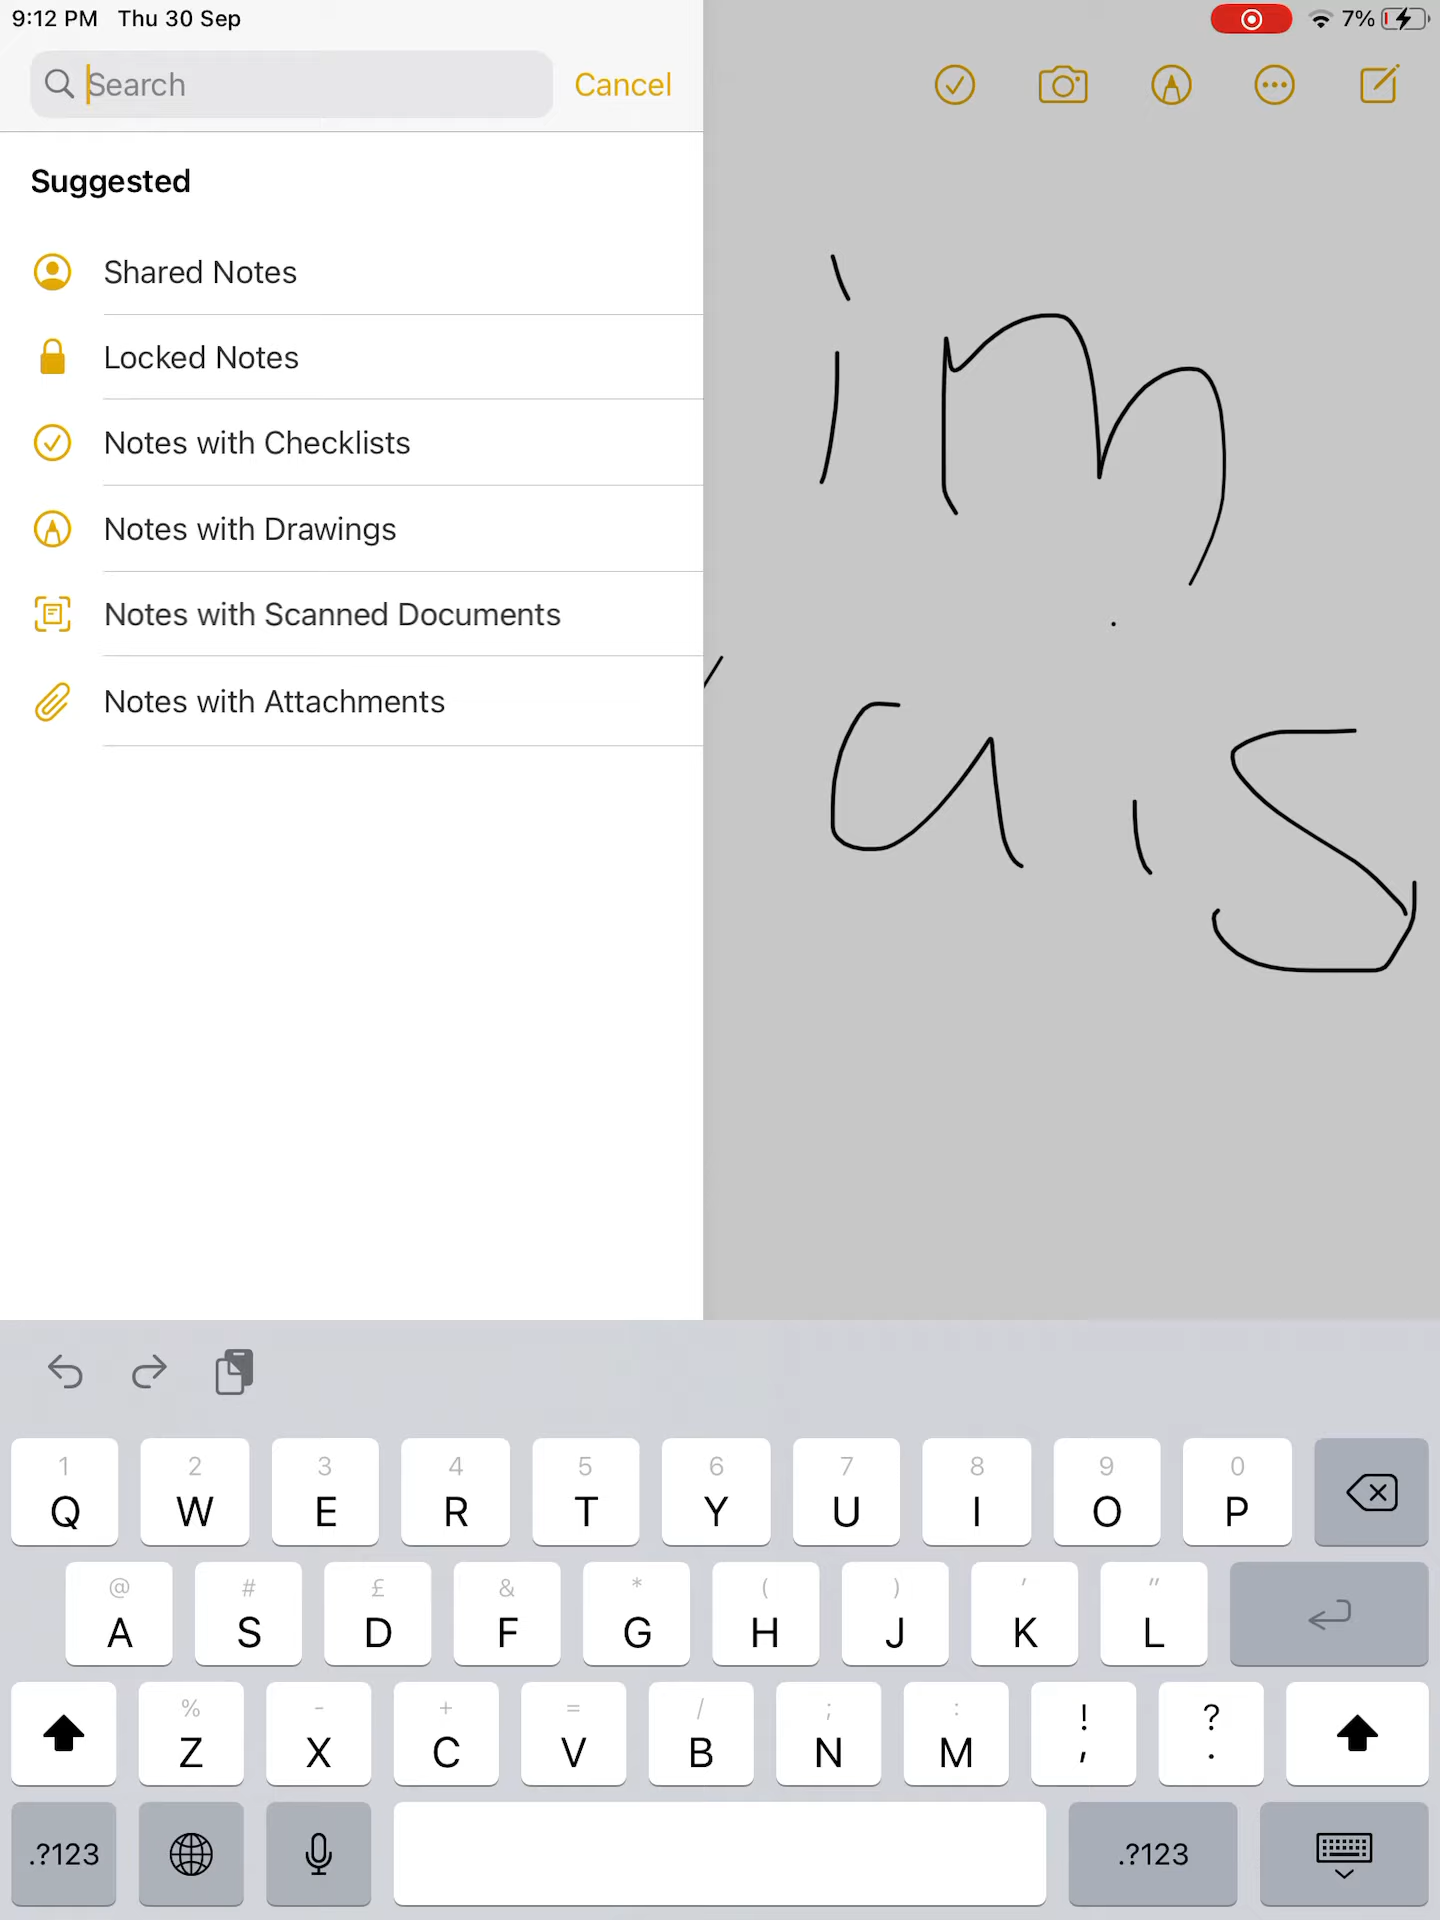 9:12 PM Thu 30 Sep 7%
Search Cancel
Suggested
Shared Notes
Locked Notes
Notes with Checklists
Notes with Drawings
Notes with Scanned Documents
Notes with Attachments
im
ais
1 2 3 4 5 6 7 8 9 0
Q W E R T Y U I O P
@ # £ & * ( ) ' "
A S D F G H J K L
% - + = / ; : ! ?
Z X C V B N M , .
.?123 .?123